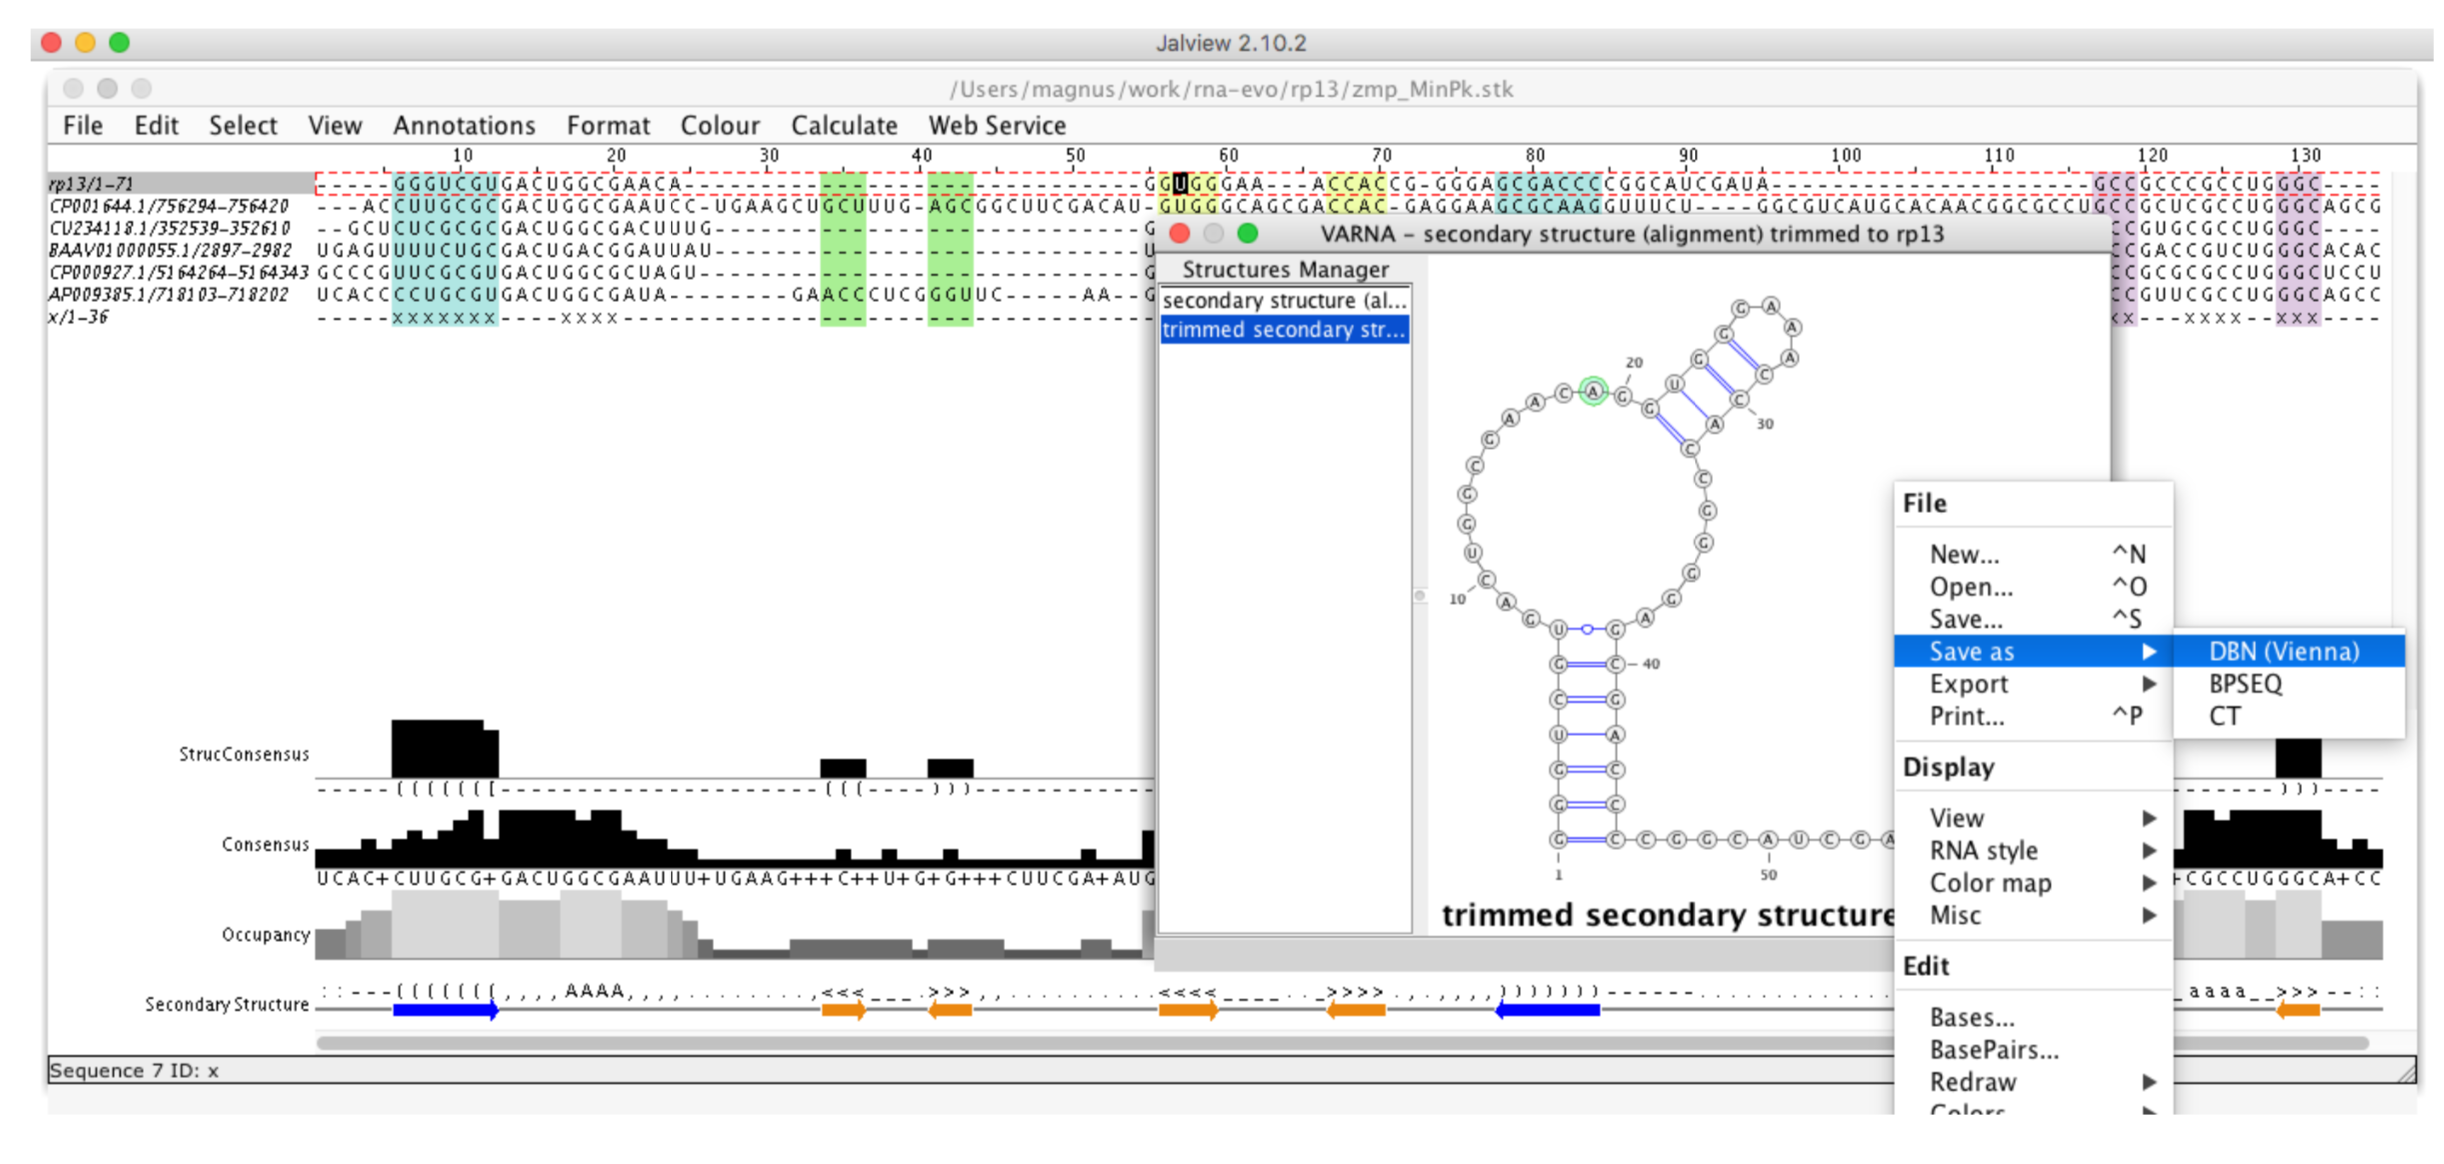 Jalview 2.10.2
/Users/magnus/work/rna-evo/rp13/zmp_MinPk.stk
File Edit Select View Annotations Format Colour Calculate Web Service
10 20 30 40 50 60 70 80 90 100 110 120 130
rp13/1-71 -----GGGUCGUGACUGGCGAACA------------------------------GGUGGGAA---ACCACCG-GGGAGCGACCCCGGCAUCGAUA---------------------GCCGCCCGCCUGGGC----
CP001644.1/756294-756420 ---ACCUUGCGCGACUGGCGAAUCC-UGAAGCUGCUUUG-AGCGGCUUCGACAU-GUGGGCAGCGACCAC-GAGGAAGCGCAAGGUUUCU----GGCGUCAUGCACAACGGCGCCUGCCGCUCGCCUGGGCAGCG
CU234118.1/352539-352610 --GCUCUCGCGCGACUGGCGACUUUG----------------------------G CCGUGCGCCUGGGC----
BAAV01000055.1/2897-2982 UGAGUUUUCUGCGACUGACGGAUUAU----------------------------U CCGACCGUCUGGGCACAC
CP000927.1/5164264-5164343 GCCCGUUCGCGUGACUGGCGCUAGU-----------------------------G CCGCGCGCCUGGGCUCCU
AP009385.1/718103-718202 UCACCCCUGCGUGACUGGCGAUA--------GAACCCUCGGGUUC-----AA--G CCGUUCGCCUGGGCAGCC
x/1-36 -----XXXXXXX----XXXX---------------------------------- XX---XXXX--XXX----
VARNA – secondary structure (alignment) trimmed to rp13
Structures Manager
secondary structure (al...
trimmed secondary str...
20
30
10
40
1
50
trimmed secondary structure
File
New... ^N
Open... ^O
Save... ^S
Save as DBN (Vienna)
Export BPSEQ
Print... ^P CT
Display
View
RNA style
Color map
Misc
Edit
Bases...
BasePairs...
Redraw
Colors
StrucConsensus
-----((((((([---------------------(((----)))------------ -------)))----
Consensus
UCAC+CUUGCG+GACUGGCGAAUUU+UGAAG+++C++U+G+G+++CUUCGA+AUG +CGCCUGGGCA+CC
Occupancy
Secondary Structure
::---(((((((,,,,AAAA,,,,.........,<<<____.>>>,,..........<<<<____.._>>>>.,.,,,,)))))))------............ _aaaa__>>>--::
Sequence 7 ID: x